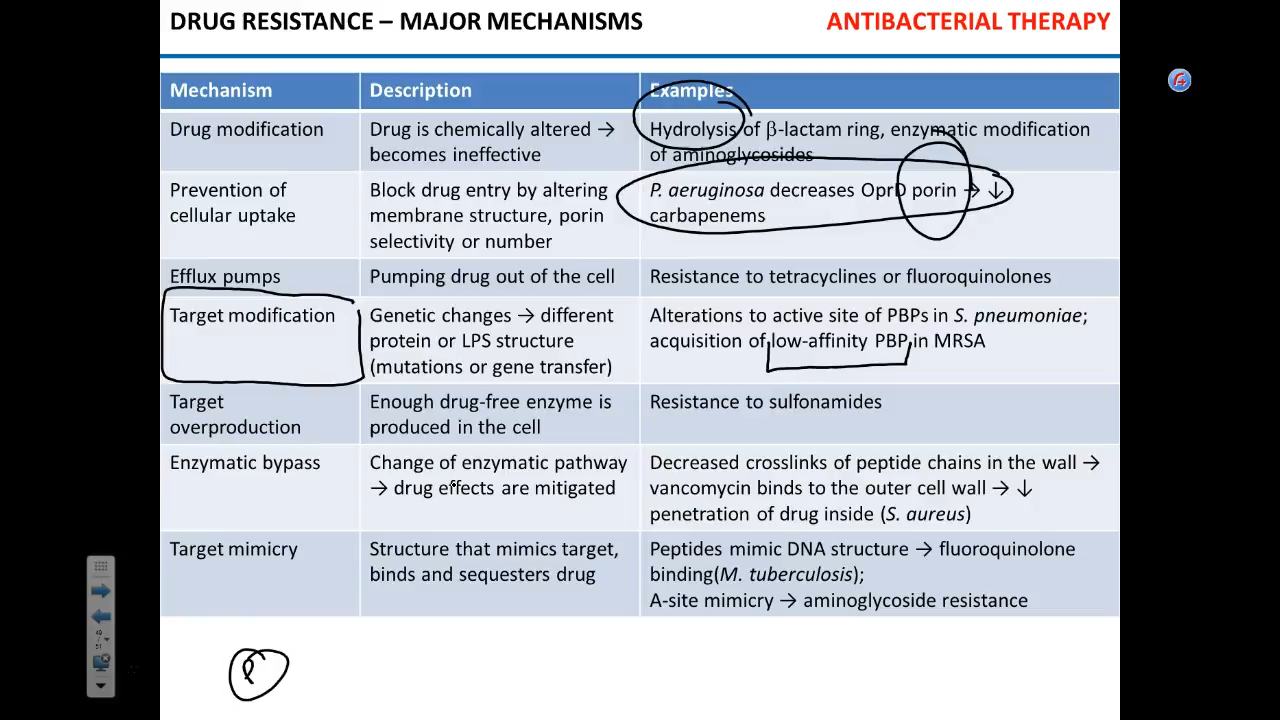 DRUG RESISTANCE – MAJOR MECHANISMS
ANTIBACTERIAL THERAPY
Mechanism
Description
Examples
Drug modification
Drug is chemically altered →
becomes ineffective
Hydrolysis of β-lactam ring, enzymatic modification
of aminoglycosides
Prevention of
cellular uptake
Block drug entry by altering
membrane structure, porin
selectivity or number
P. aeruginosa decreases OprD porin → ↓
carbapenems
Efflux pumps
Pumping drug out of the cell
Resistance to tetracyclines or fluoroquinolones
Target modification
Genetic changes → different
protein or LPS structure
(mutations or gene transfer)
Alterations to active site of PBPs in S. pneumoniae;
acquisition of low-affinity PBP in MRSA
Target
overproduction
Enough drug-free enzyme is
produced in the cell
Resistance to sulfonamides
Enzymatic bypass
Change of enzymatic pathway
→ drug effects are mitigated
Decreased crosslinks of peptide chains in the wall →
vancomycin binds to the outer cell wall → ↓
penetration of drug inside (S. aureus)
Target mimicry
Structure that mimics target,
binds and sequesters drug
Peptides mimic DNA structure → fluoroquinolone
binding(M. tuberculosis);
A-site mimicry → aminoglycoside resistance